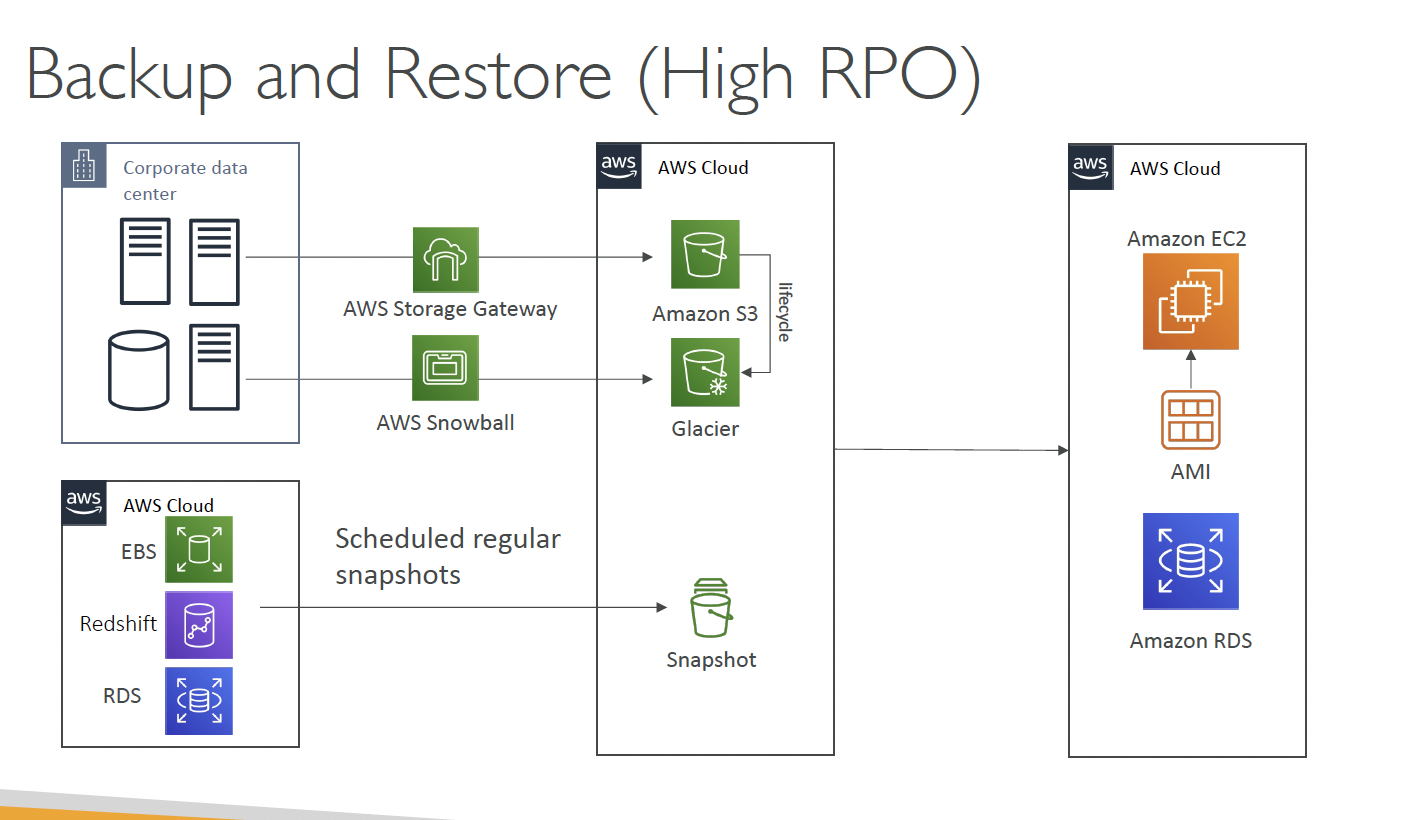 Backup and Restore (High RPO)
Corporate data
center
AWS Storage Gateway
AWS Snowball
aws
AWS Cloud
Amazon S3
lifecycle
Glacier
Snapshot
aws
AWS Cloud
EBS
Redshift
RDS
Scheduled regular
snapshots
aws
AWS Cloud
Amazon EC2
AMI
Amazon RDS